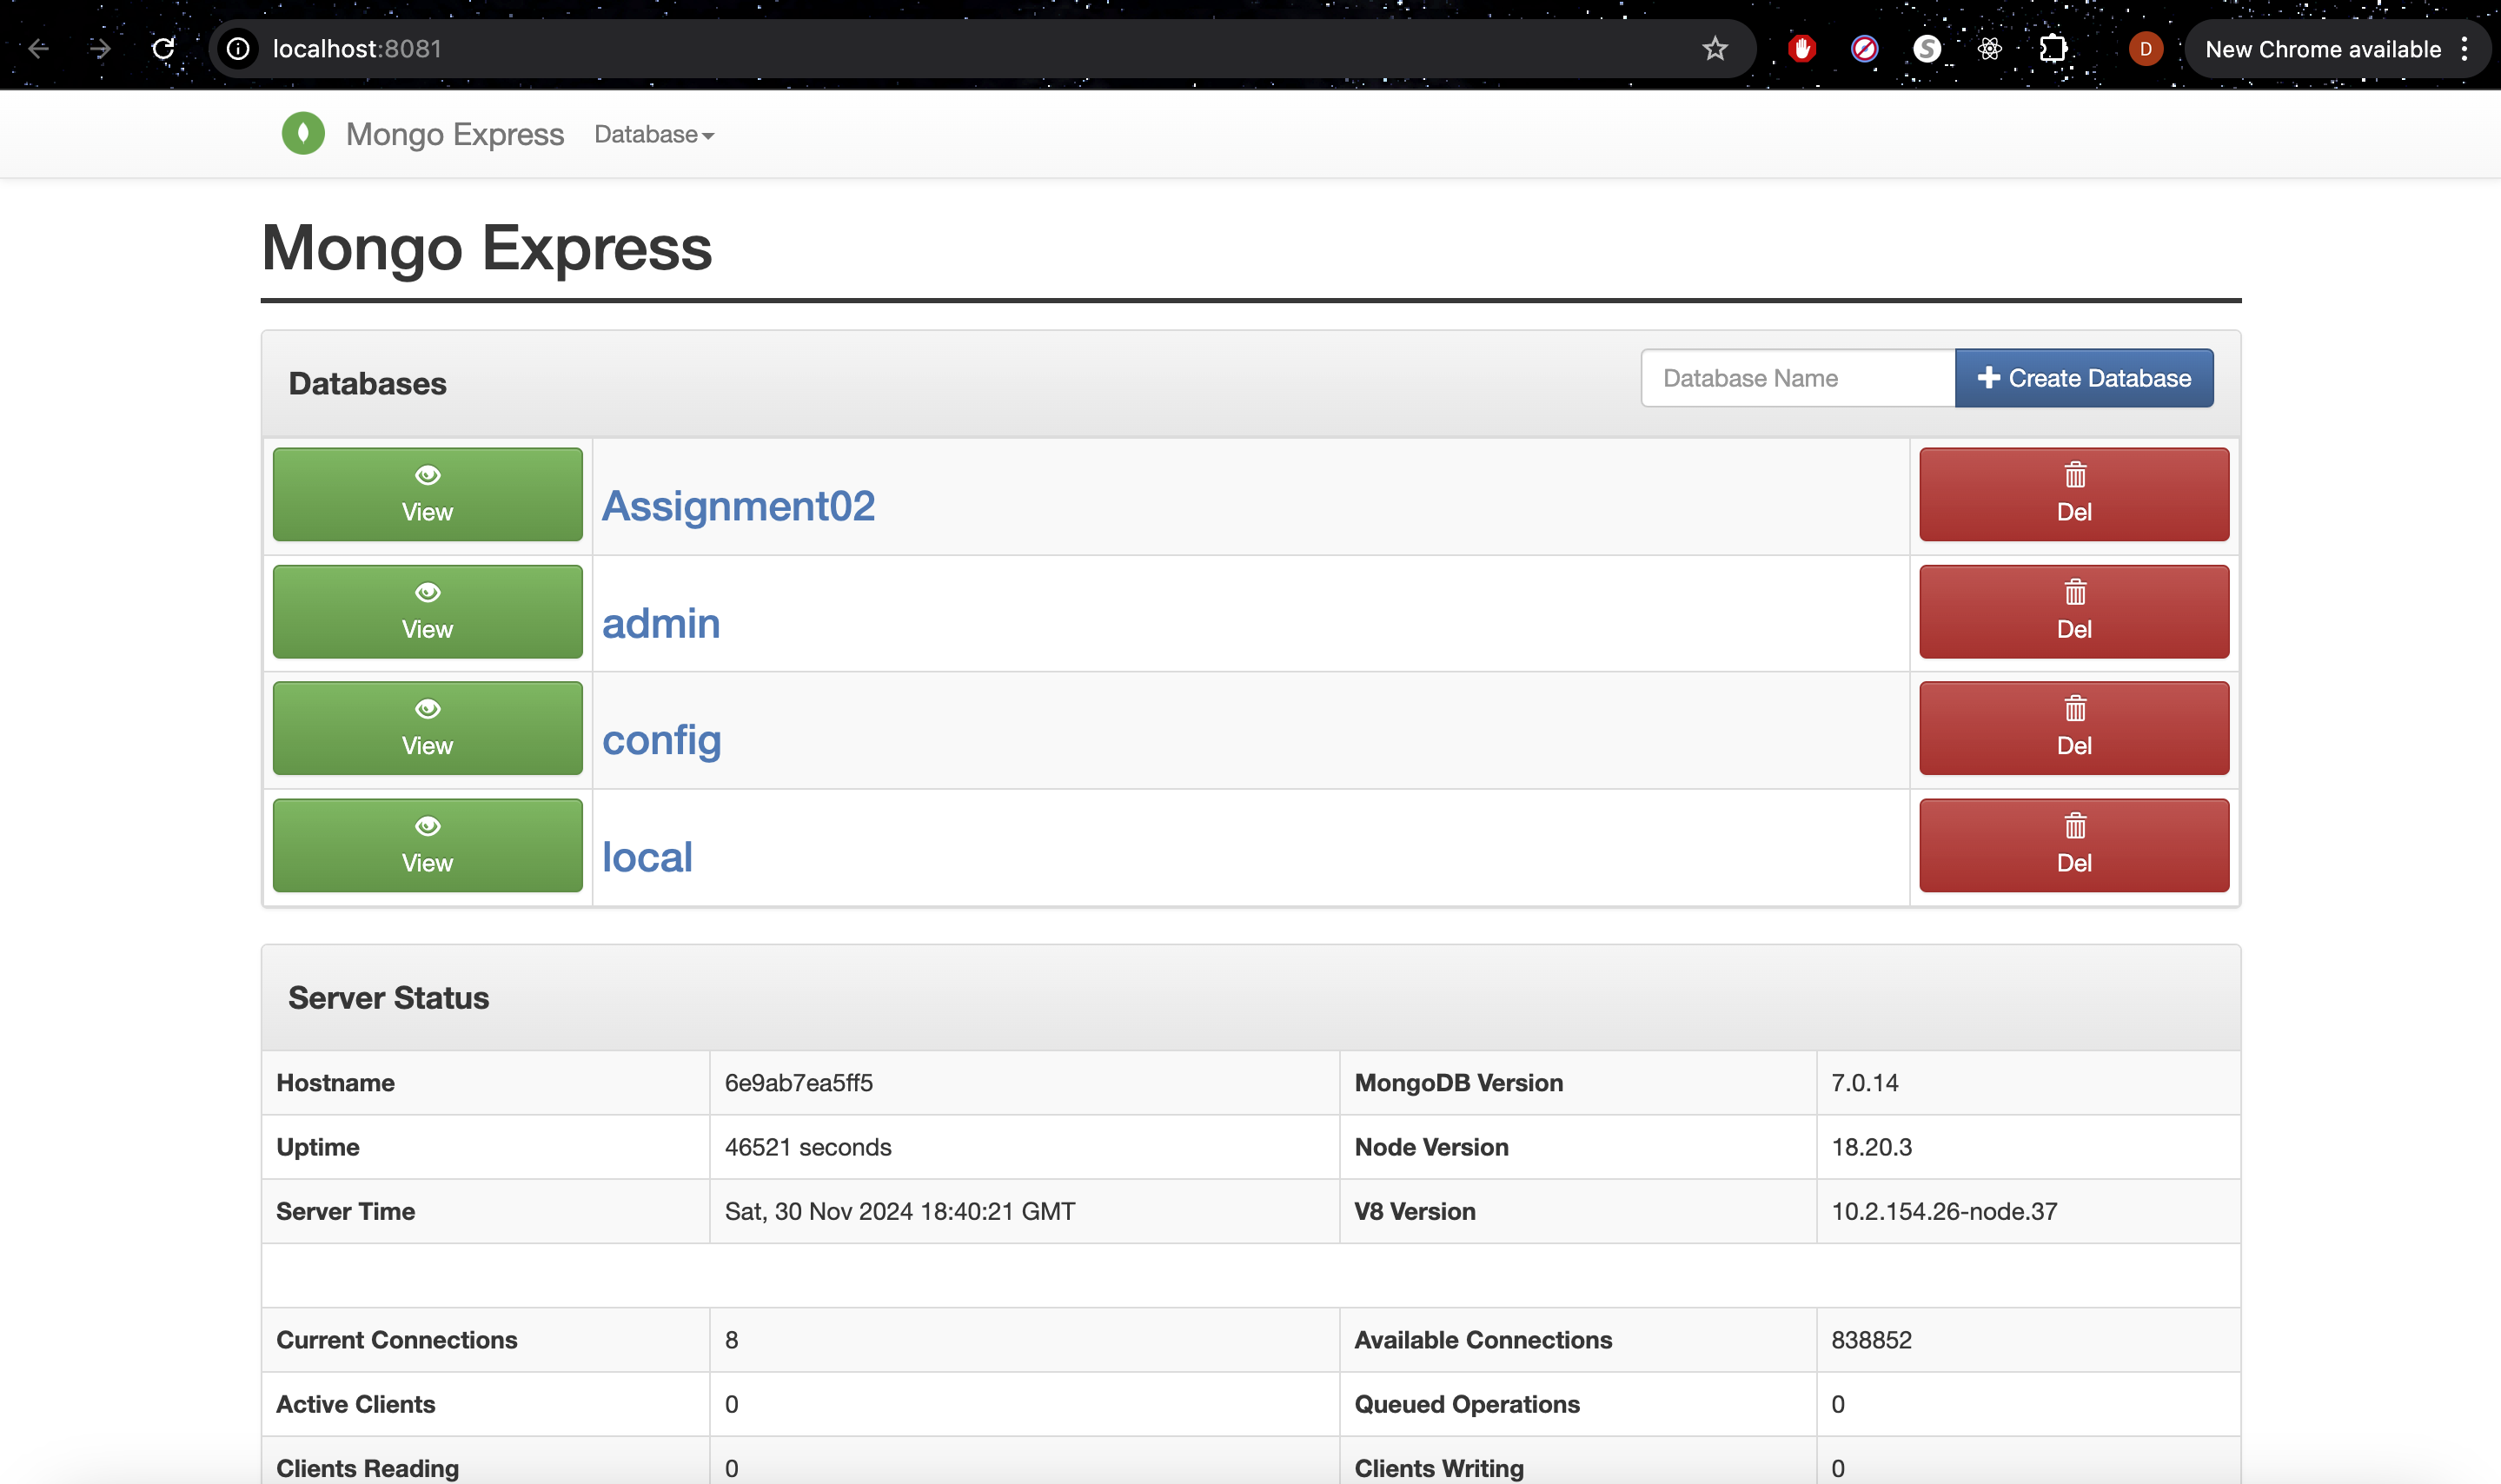 localhost:8081
D
New Chrome available
Mongo Express Database
Mongo Express
Databases
Database Name
Create Database
View Assignment02 Del
View admin Del
View config Del
View local Del
Server Status
Hostname 6e9ab7ea5ff5 MongoDB Version 7.0.14
Uptime 46521 seconds Node Version 18.20.3
Server Time Sat, 30 Nov 2024 18:40:21 GMT V8 Version 10.2.154.26-node.37
Current Connections 8 Available Connections 838852
Active Clients 0 Queued Operations 0
Clients Reading 0 Clients Writing 0